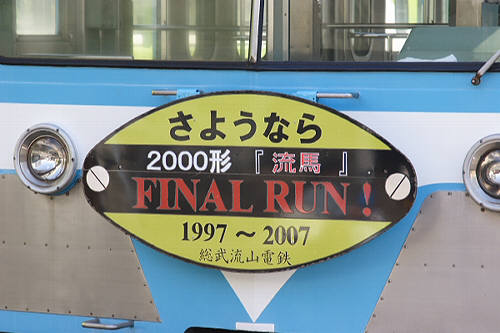 さようなら
2000形『流馬』
FINAL RUN!
1997〜2007
総武流山電鉄